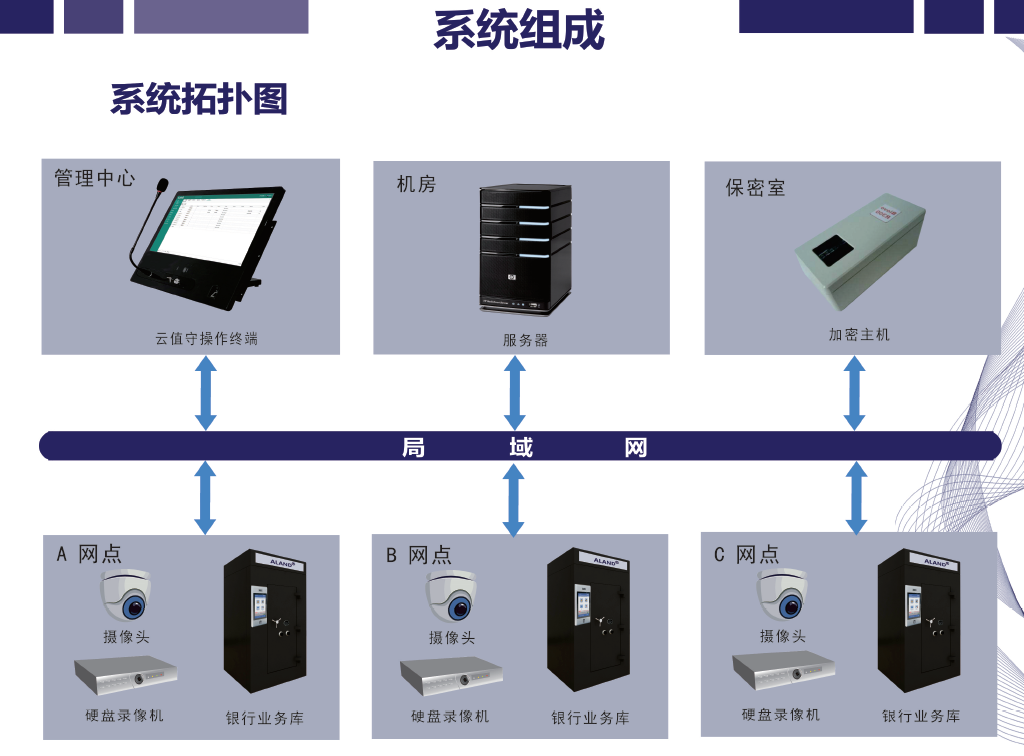 系统组成
系统拓扑图
管理中心
云值守操作终端
机房
服务器
保密室
加密主机
局 域 网
A 网点
摄像头
硬盘录像机
ALAND®
银行业务库
B 网点
摄像头
硬盘录像机
ALAND®
银行业务库
C 网点
摄像头
硬盘录像机
ALAND®
银行业务库